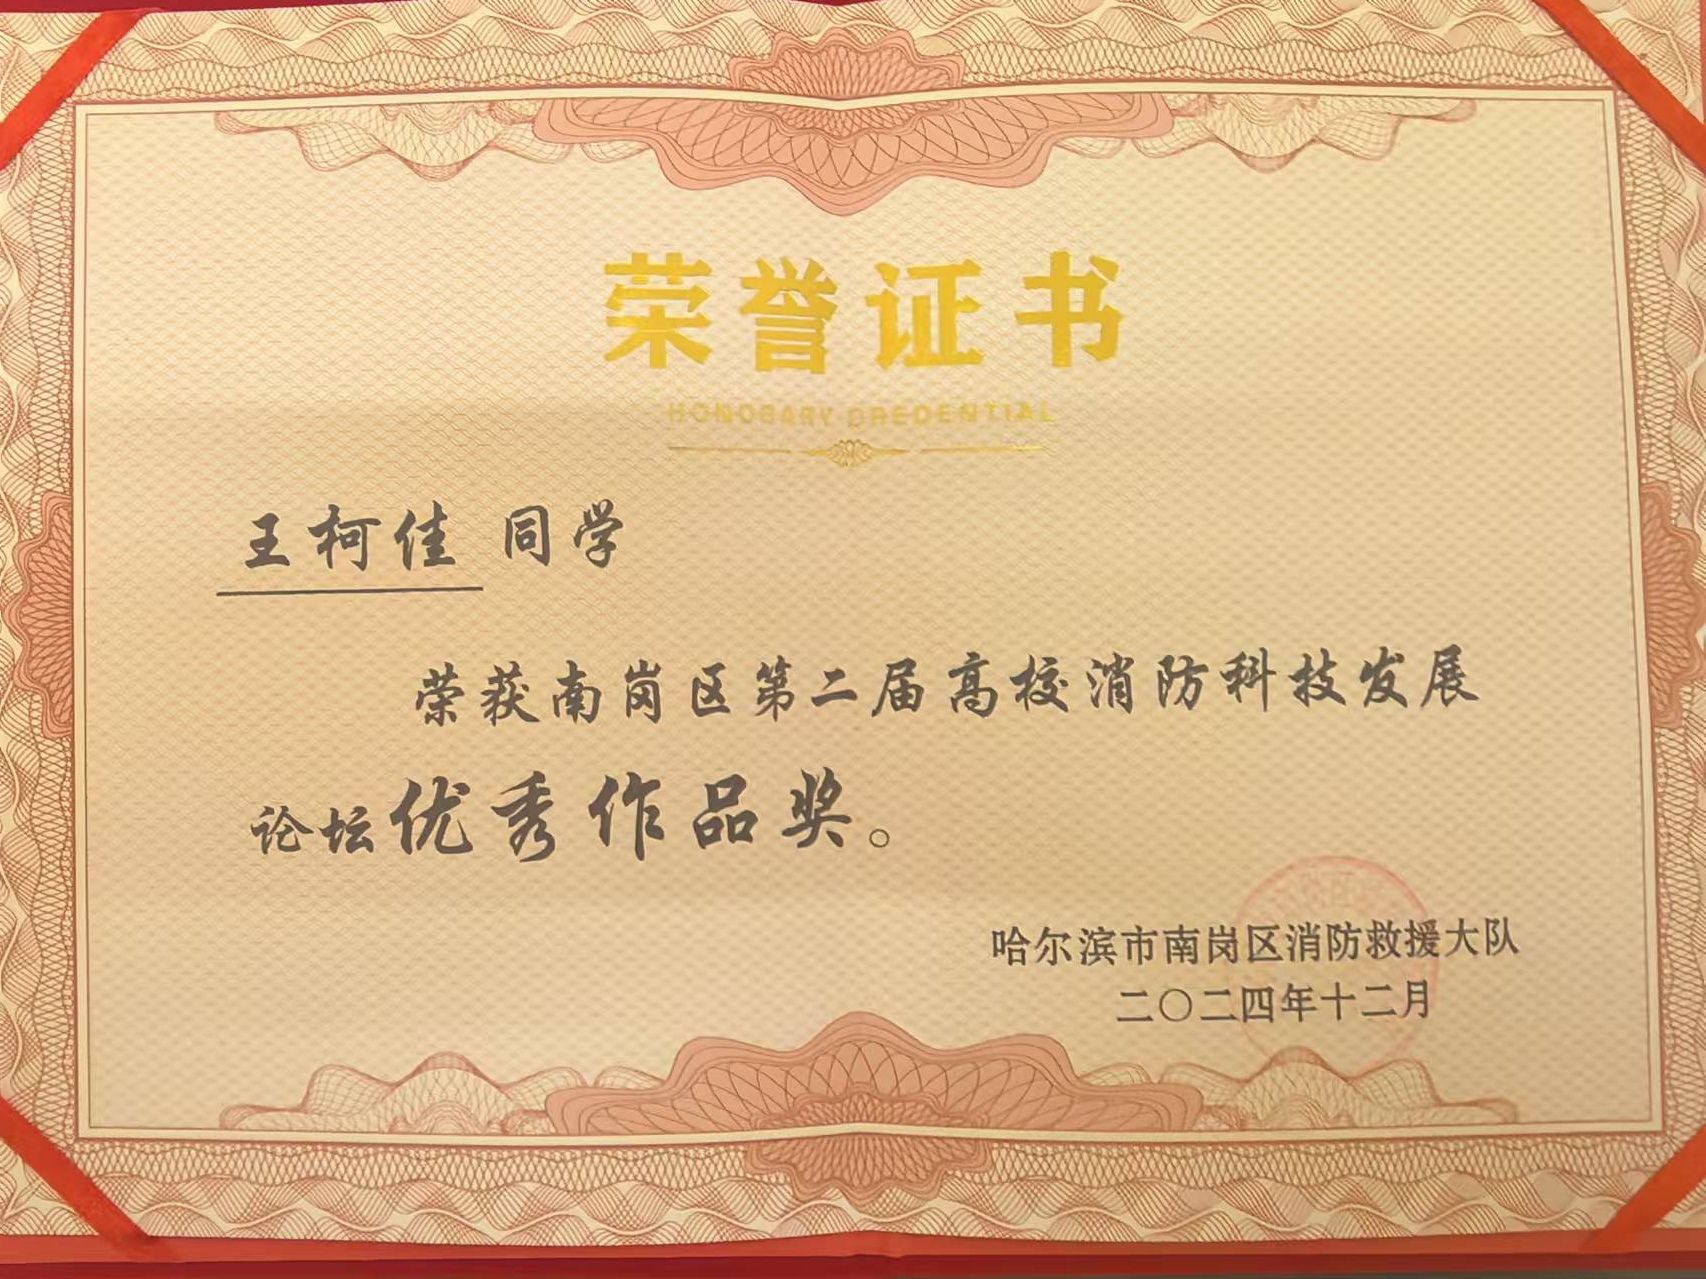 荣誉证书
HONORARY CREDENTIAL
王柯佳 同学
荣获南岗区第二届高校消防科技发展
论坛优秀作品奖。
哈尔滨市南岗区消防救援大队
二〇二四年十二月